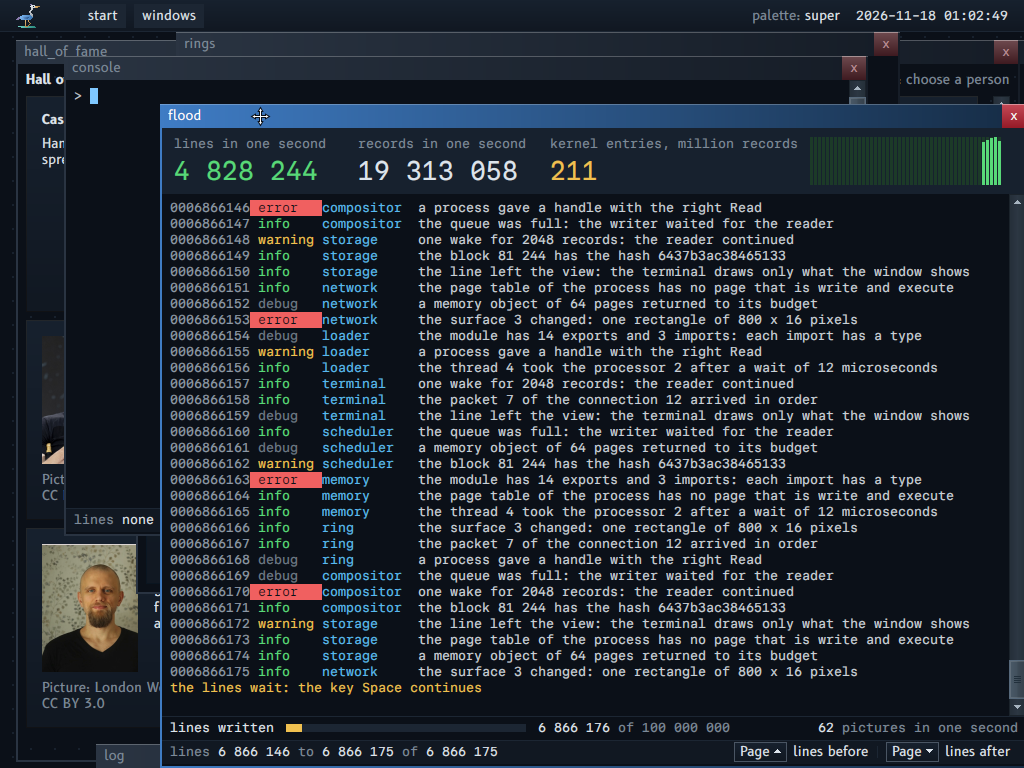 start windows palette: super 2026-11-18 01:02:49
hall_of_fame
rings x
x
console x
Hall o
choose a person
>
Cas
Han
spre
Pict
CC
lines none
flood x
lines in one second records in one second kernel entries, million records
4 828 244 19 313 058 211
0006866146 error compositor a process gave a handle with the right Read
0006866147 info compositor the queue was full: the writer waited for the reader
0006866148 warning storage one wake for 2048 records: the reader continued
0006866149 info storage the block 81 244 has the hash 6437b3ac38465133
0006866150 info storage the line left the view: the terminal draws only what the window shows
0006866151 info network the page table of the process has no page that is write and execute
0006866152 debug network a memory object of 64 pages returned to its budget
0006866153 error network the surface 3 changed: one rectangle of 800 x 16 pixels
0006866154 debug loader the module has 14 exports and 3 imports: each import has a type
0006866155 warning loader a process gave a handle with the right Read
0006866156 info loader the thread 4 took the processor 2 after a wait of 12 microseconds
0006866157 info terminal one wake for 2048 records: the reader continued
0006866158 info terminal the packet 7 of the connection 12 arrived in order
0006866159 debug terminal the line left the view: the terminal draws only what the window shows
0006866160 info scheduler the queue was full: the writer waited for the reader
0006866161 debug scheduler a memory object of 64 pages returned to its budget
0006866162 warning scheduler the block 81 244 has the hash 6437b3ac38465133
0006866163 error memory the module has 14 exports and 3 imports: each import has a type
0006866164 info memory the page table of the process has no page that is write and execute
0006866165 info memory the thread 4 took the processor 2 after a wait of 12 microseconds
0006866166 info ring the surface 3 changed: one rectangle of 800 x 16 pixels
0006866167 info ring the packet 7 of the connection 12 arrived in order
0006866168 debug ring a process gave a handle with the right Read
0006866169 debug compositor the queue was full: the writer waited for the reader
0006866170 error compositor one wake for 2048 records: the reader continued
0006866171 info compositor the block 81 244 has the hash 6437b3ac38465133
0006866172 warning storage the line left the view: the terminal draws only what the window shows
0006866173 info storage the page table of the process has no page that is write and execute
0006866174 info storage a memory object of 64 pages returned to its budget
0006866175 info network the surface 3 changed: one rectangle of 800 x 16 pixels
the lines wait: the key Space continues
lines written 6 866 176 of 100 000 000 62 pictures in one second
lines 6 866 146 to 6 866 175 of 6 866 175 Page lines before Page lines after
Picture: London W
CC BY 3.0
log